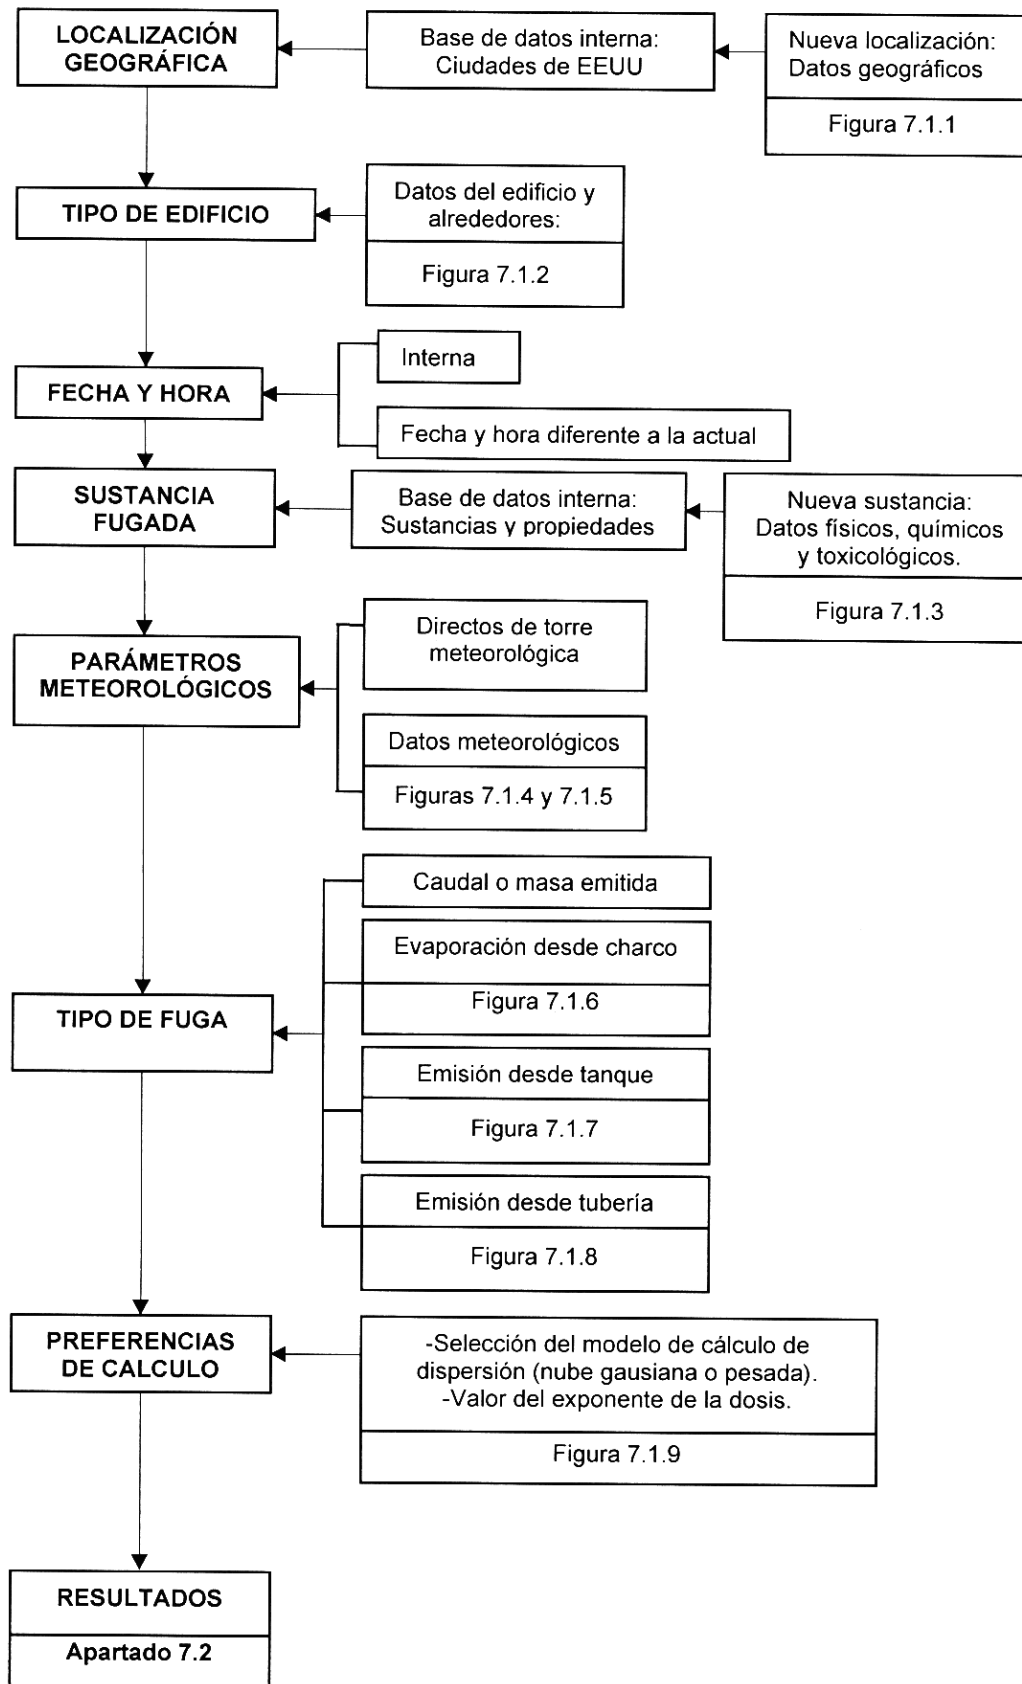 LOCALIZACIÓN
GEOGRÁFICA
Base de datos interna:
Ciudades de EEUU
Nueva localización:
Datos geográficos
Figura 7.1.1
TIPO DE EDIFICIO
Datos del edificio y
alrededores:
Figura 7.1.2
FECHA Y HORA
Interna
Fecha y hora diferente a la actual
SUSTANCIA
FUGADA
Base de datos interna:
Sustancias y propiedades
Nueva sustancia:
Datos físicos, químicos
y toxicológicos.
Figura 7.1.3
PARÁMETROS
METEOROLÓGICOS
Directos de torre
meteorológica
Datos meteorológicos
Figuras 7.1.4 y 7.1.5
TIPO DE FUGA
Caudal o masa emitida
Evaporación desde charco
Figura 7.1.6
Emisión desde tanque
Figura 7.1.7
Emisión desde tubería
Figura 7.1.8
PREFERENCIAS
DE CALCULO
-Selección del modelo de cálculo de
dispersión (nube gausiana o pesada).
-Valor del exponente de la dosis.
Figura 7.1.9
RESULTADOS
Apartado 7.2